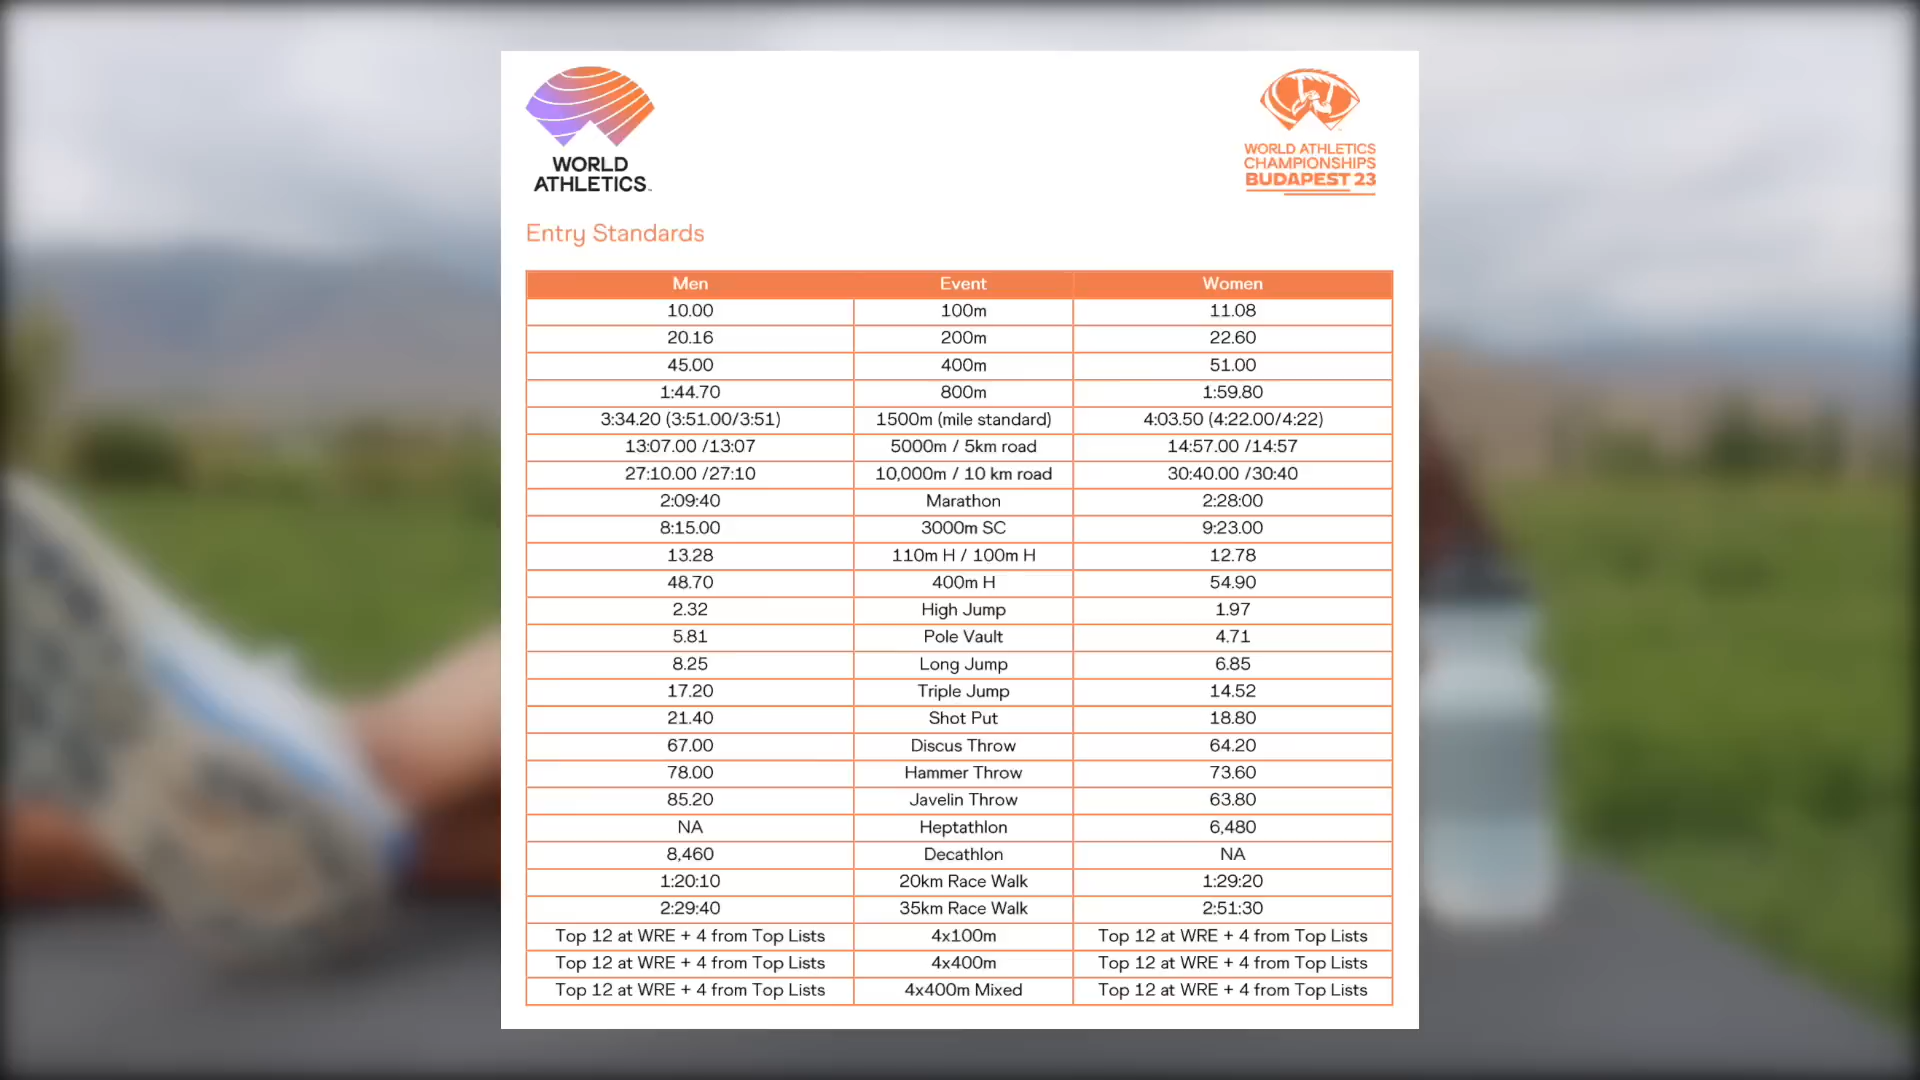 WORLD
ATHLETICS
WORLD ATHLETICS
CHAMPIONSHIPS
BUDAPEST 23
Entry Standards
Men Event Women
10.00 100m 11.08
20.16 200m 22.60
45.00 400m 51.00
1:44.70 800m 1:59.80
3:34.20 (3:51.00/3:51) 1500m (mile standard) 4:03.50 (4:22.00/4:22)
13:07.00 /13:07 5000m / 5km road 14:57.00 /14:57
27:10.00 /27:10 10,000m / 10 km road 30:40.00 /30:40
2:09:40 Marathon 2:28:00
8:15.00 3000m SC 9:23.00
13.28 110m H / 100m H 12.78
48.70 400m H 54.90
2.32 High Jump 1.97
5.81 Pole Vault 4.71
8.25 Long Jump 6.85
17.20 Triple Jump 14.52
21.40 Shot Put 18.80
67.00 Discus Throw 64.20
78.00 Hammer Throw 73.60
85.20 Javelin Throw 63.80
NA Heptathlon 6,480
8,460 Decathlon NA
1:20:10 20km Race Walk 1:29:20
2:29:40 35km Race Walk 2:51:30
Top 12 at WRE + 4 from Top Lists 4x100m Top 12 at WRE + 4 from Top Lists
Top 12 at WRE + 4 from Top Lists 4x400m Top 12 at WRE + 4 from Top Lists
Top 12 at WRE + 4 from Top Lists 4x400m Mixed Top 12 at WRE + 4 from Top Lists